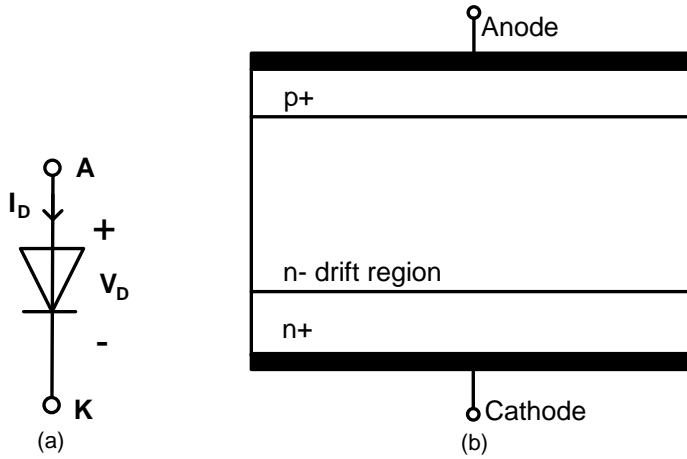 A
I_D
+
V_D
-
K
(a)
Anode
p+
n- drift region
n+
Cathode
(b)